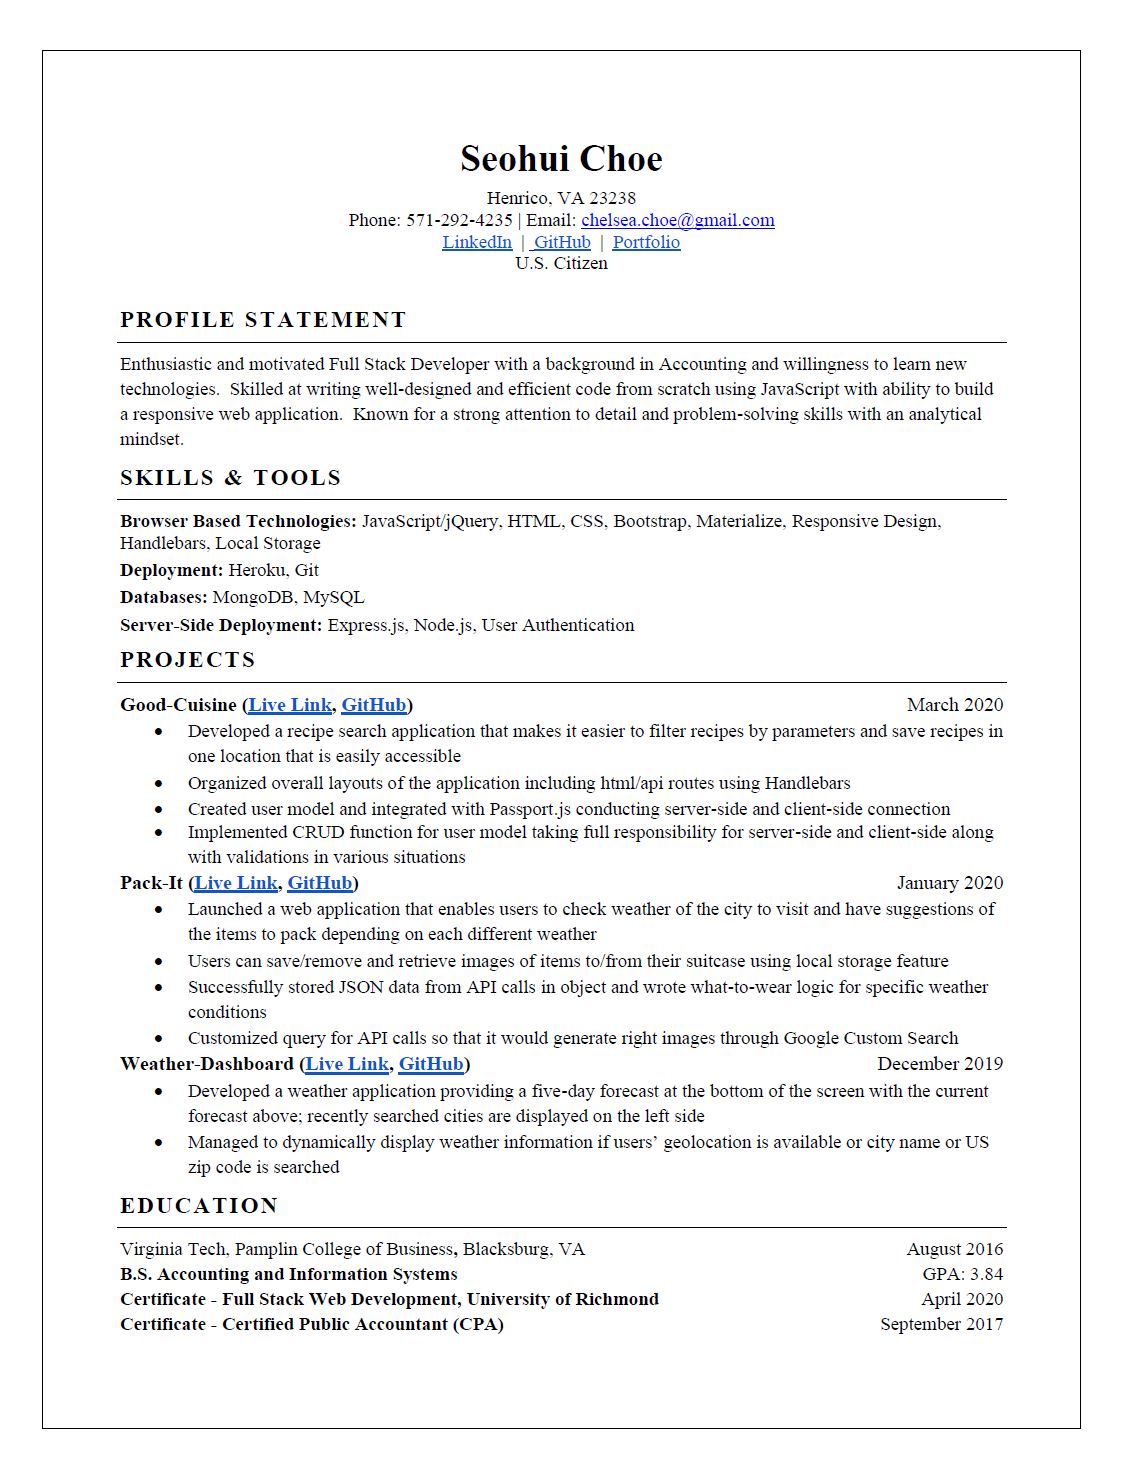 Seohui Choe
Henrico, VA 23238
Phone: 571-292-4235 | Email: chelsea.choe@gmail.com
LinkedIn | GitHub | Portfolio
U.S. Citizen
PROFILE STATEMENT
Enthusiastic and motivated Full Stack Developer with a background in Accounting and willingness to learn new
technologies.  Skilled at writing well-designed and efficient code from scratch using JavaScript with ability to build
a responsive web application.  Known for a strong attention to detail and problem-solving skills with an analytical
mindset.
SKILLS & TOOLS
Browser Based Technologies: JavaScript/jQuery, HTML, CSS, Bootstrap, Materialize, Responsive Design,
Handlebars, Local Storage
Deployment: Heroku, Git
Databases: MongoDB, MySQL
Server-Side Deployment: Express.js, Node.js, User Authentication
PROJECTS
Good-Cuisine (Live Link, GitHub) March 2020
• Developed a recipe search application that makes it easier to filter recipes by parameters and save recipes in
one location that is easily accessible
• Organized overall layouts of the application including html/api routes using Handlebars
• Created user model and integrated with Passport.js conducting server-side and client-side connection
• Implemented CRUD function for user model taking full responsibility for server-side and client-side along
with validations in various situations
Pack-It (Live Link, GitHub) January 2020
• Launched a web application that enables users to check weather of the city to visit and have suggestions of
the items to pack depending on each different weather
• Users can save/remove and retrieve images of items to/from their suitcase using local storage feature
• Successfully stored JSON data from API calls in object and wrote what-to-wear logic for specific weather
conditions
• Customized query for API calls so that it would generate right images through Google Custom Search
Weather-Dashboard (Live Link, GitHub) December 2019
• Developed a weather application providing a five-day forecast at the bottom of the screen with the current
forecast above; recently searched cities are displayed on the left side
• Managed to dynamically display weather information if users’ geolocation is available or city name or US
zip code is searched
EDUCATION
Virginia Tech, Pamplin College of Business, Blacksburg, VA August 2016
B.S. Accounting and Information Systems GPA: 3.84
Certificate - Full Stack Web Development, University of Richmond April 2020
Certificate - Certified Public Accountant (CPA) September 2017